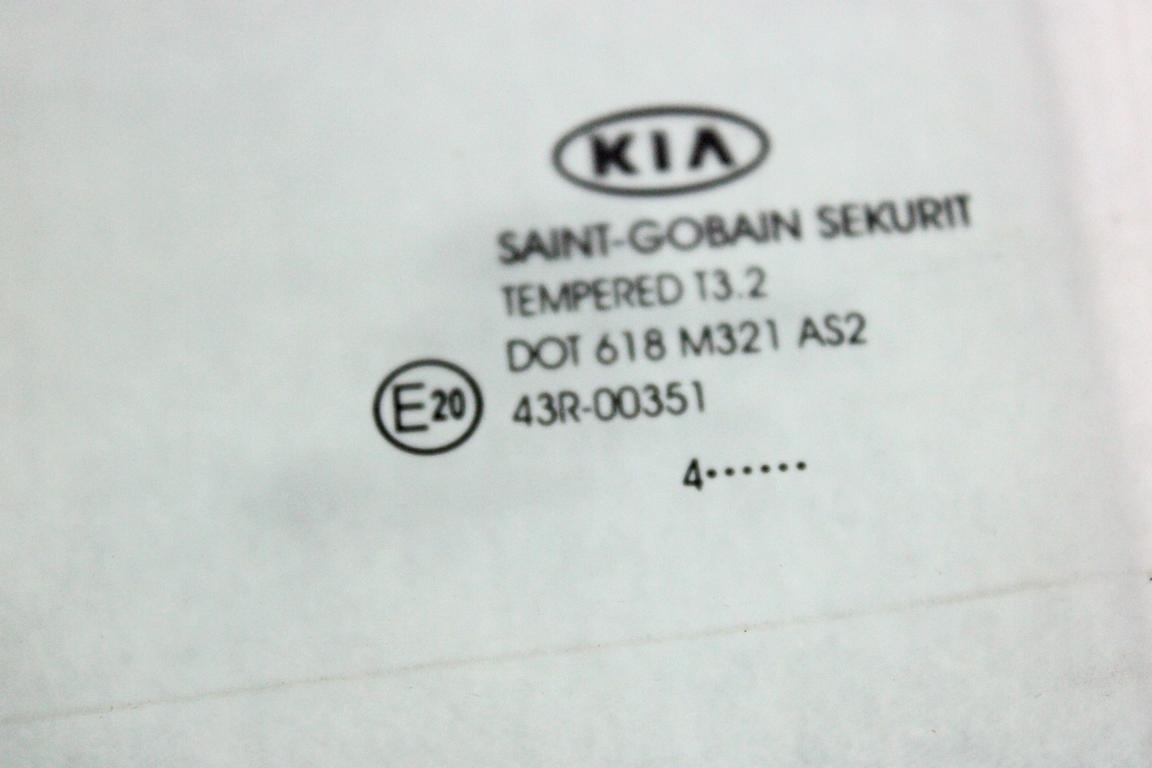 KIA
SAINT-GOBAIN SEKURIT
TEMPERED T3.2
DOT 618 M321 AS2
E20 43R-00351
4······